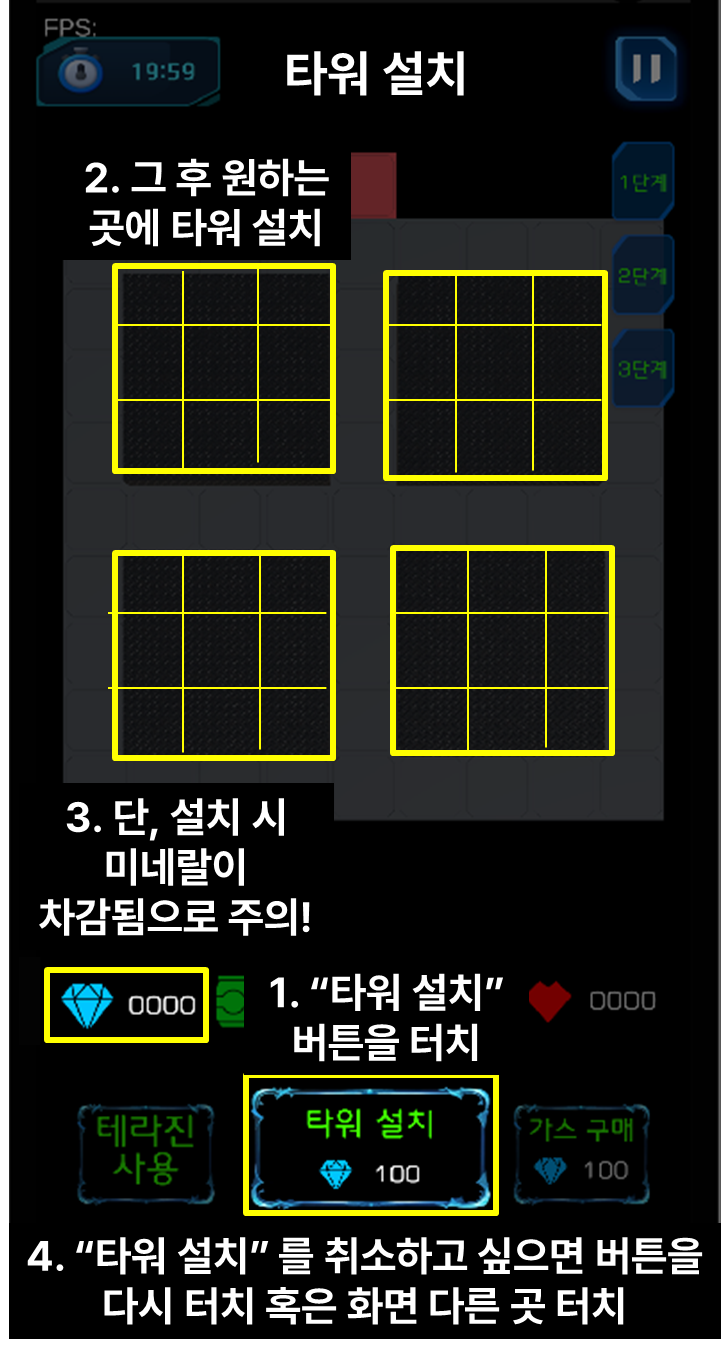 FPS:
19:59
타워 설치
2. 그 후 원하는
곳에 타워 설치
1단계
2단계
3단계
3. 단, 설치 시
미네랄이
차감됨으로 주의!
0000
1. “타워 설치”
버튼을 터치
0000
테라진
사용
타워 설치
100
가스 구매
100
4. “타워 설치” 를 취소하고 싶으면 버튼을
다시 터치 혹은 화면 다른 곳 터치